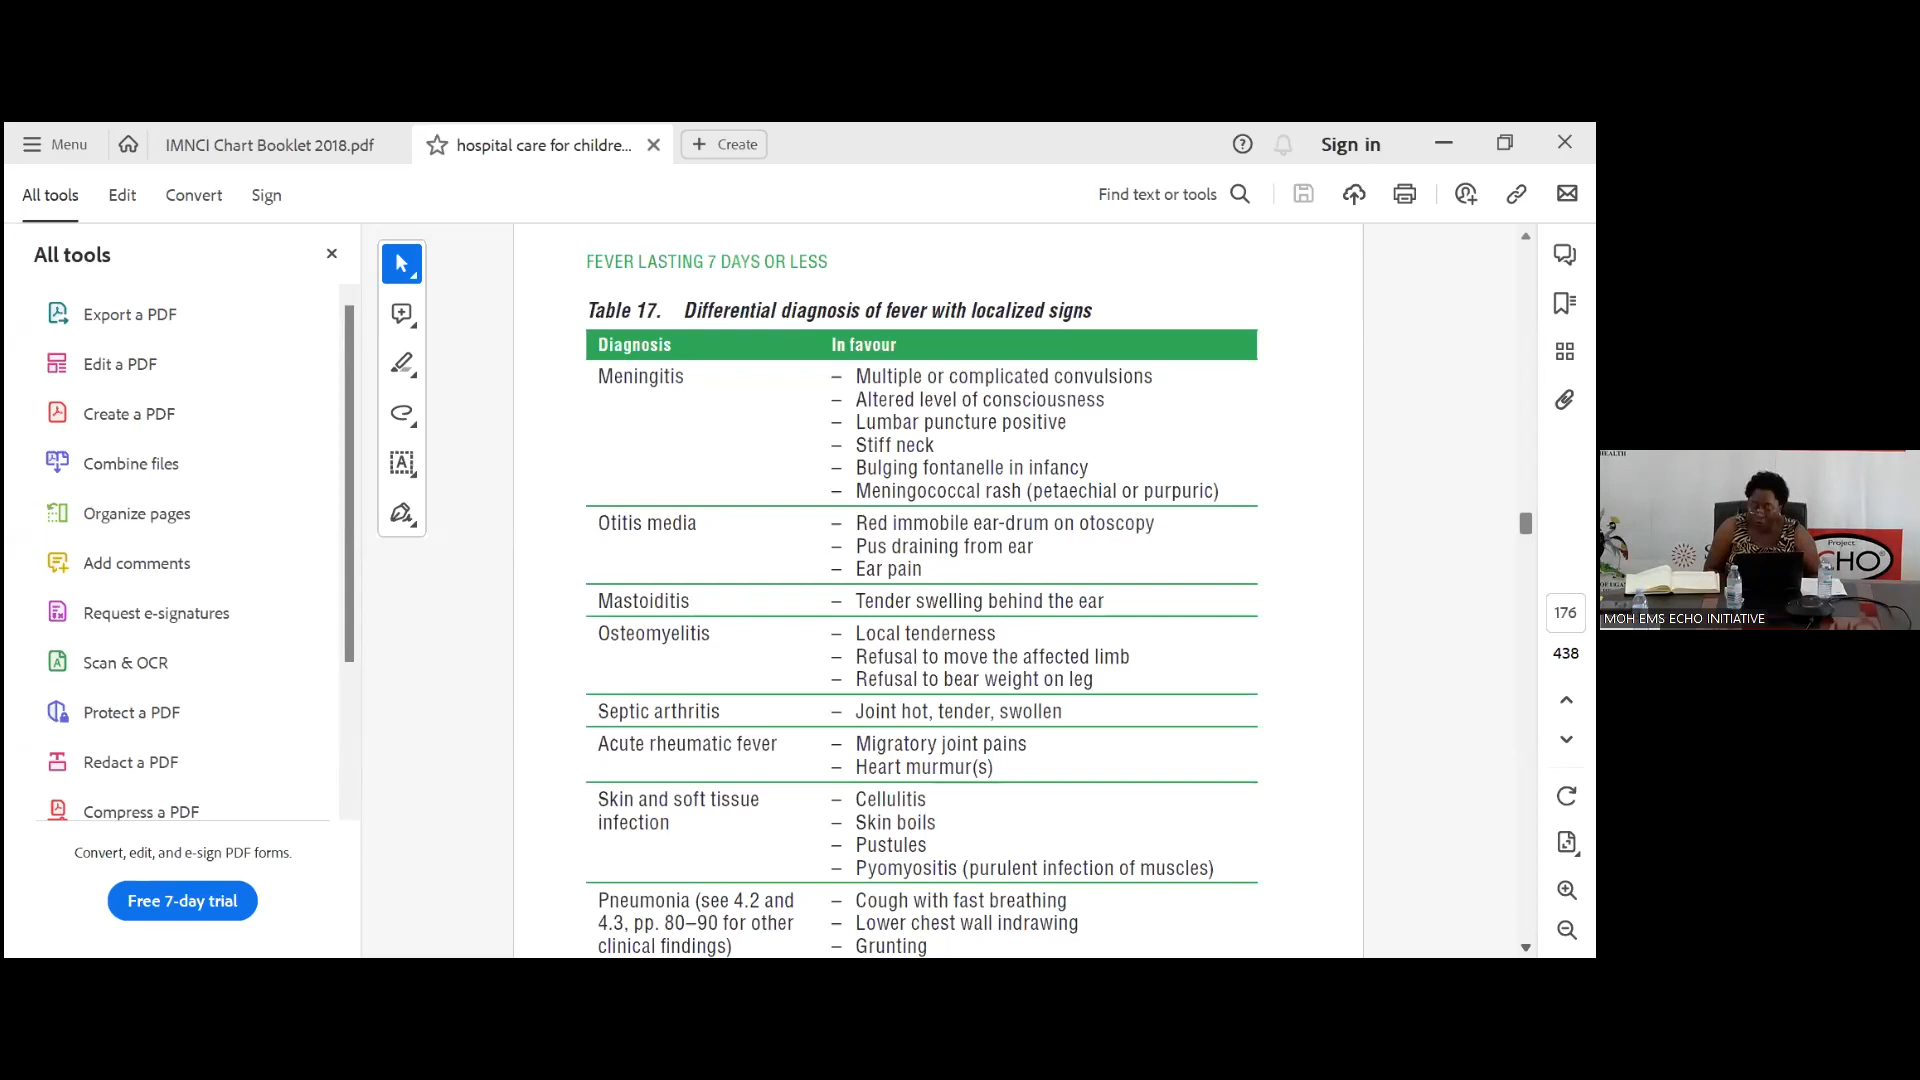 Menu
IMNCI Chart Booklet 2018.pdf
hospital care for childre...
Create
Sign in
All tools
Edit
Convert
Sign
Find text or tools
All tools
Export a PDF
Edit a PDF
Create a PDF
Combine files
Organize pages
Add comments
Request e-signatures
Scan & OCR
Protect a PDF
Redact a PDF
Compress a PDF
Convert, edit, and e-sign PDF forms.
Free 7-day trial
FEVER LASTING 7 DAYS OR LESS
Table 17. Differential diagnosis of fever with localized signs
Diagnosis In favour
Meningitis – Multiple or complicated convulsions
– Altered level of consciousness
– Lumbar puncture positive
– Stiff neck
– Bulging fontanelle in infancy
– Meningococcal rash (petaechial or purpuric)
Otitis media – Red immobile ear-drum on otoscopy
– Pus draining from ear
– Ear pain
Mastoiditis – Tender swelling behind the ear
Osteomyelitis – Local tenderness
– Refusal to move the affected limb
– Refusal to bear weight on leg
Septic arthritis – Joint hot, tender, swollen
Acute rheumatic fever – Migratory joint pains
– Heart murmur(s)
Skin and soft tissue – Cellulitis
infection – Skin boils
– Pustules
– Pyomyositis (purulent infection of muscles)
Pneumonia (see 4.2 and – Cough with fast breathing
4.3, pp. 80–90 for other – Lower chest wall indrawing
clinical findings) – Grunting
176
438
HEALTH
Project
CHO®
MOH EMS ECHO INITIATIVE